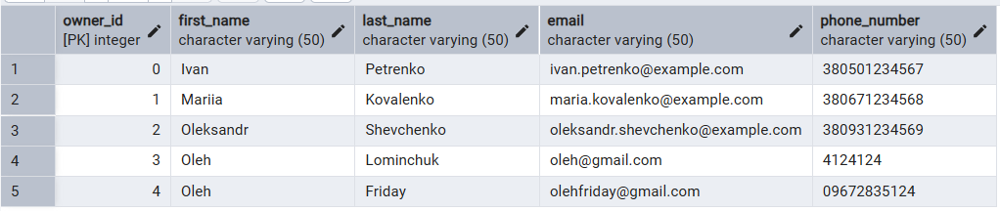 owner_id first_name last_name email phone_number
[PK] integer character varying (50) character varying (50) character varying (50) character varying (50)
1 0 Ivan Petrenko ivan.petrenko@example.com 380501234567
2 1 Mariia Kovalenko maria.kovalenko@example.com 380671234568
3 2 Oleksandr Shevchenko oleksandr.shevchenko@example.com 380931234569
4 3 Oleh Lominchuk oleh@gmail.com 4124124
5 4 Oleh Friday olehfriday@gmail.com 09672835124